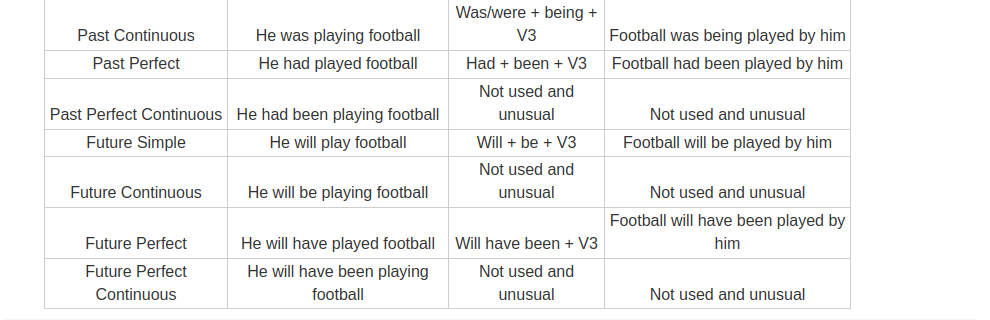 Was/were + being +
Past Continuous He was playing football V3 Football was being played by him
Past Perfect He had played football Had + been + V3 Football had been played by him
Not used and
Past Perfect Continuous He had been playing football unusual Not used and unusual
Future Simple He will play football Will + be + V3 Football will be played by him
Not used and
Future Continuous He will be playing football unusual Not used and unusual
Football will have been played by
Future Perfect He will have played football Will have been + V3 him
Future Perfect He will have been playing Not used and
Continuous football unusual Not used and unusual